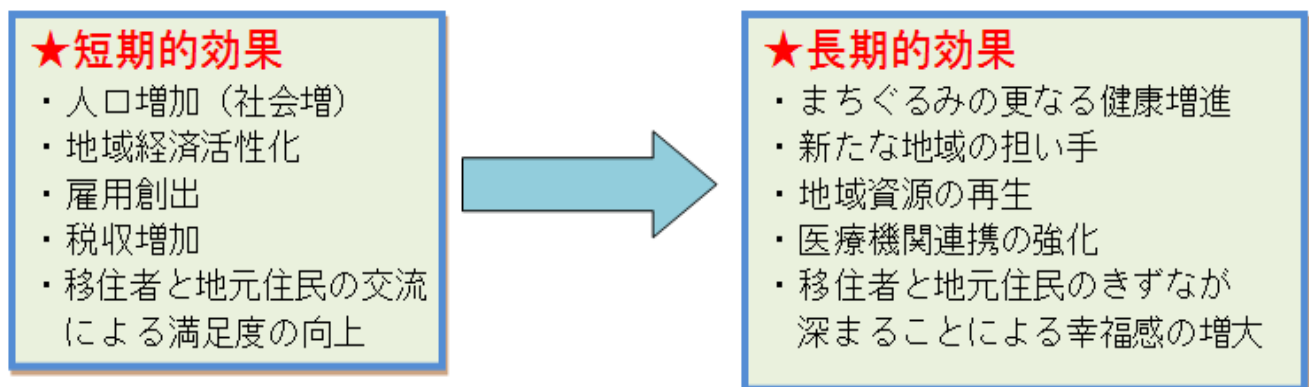 ★短期的効果
・人口増加（社会増）
・地域経済活性化
・雇用創出
・税収増加
・移住者と地元住民の交流
による満足度の向上
★長期的効果
・まちぐるみの更なる健康増進
・新たな地域の担い手
・地域資源の再生
・医療機関連携の強化
・移住者と地元住民のきずなが
深まることによる幸福感の増大